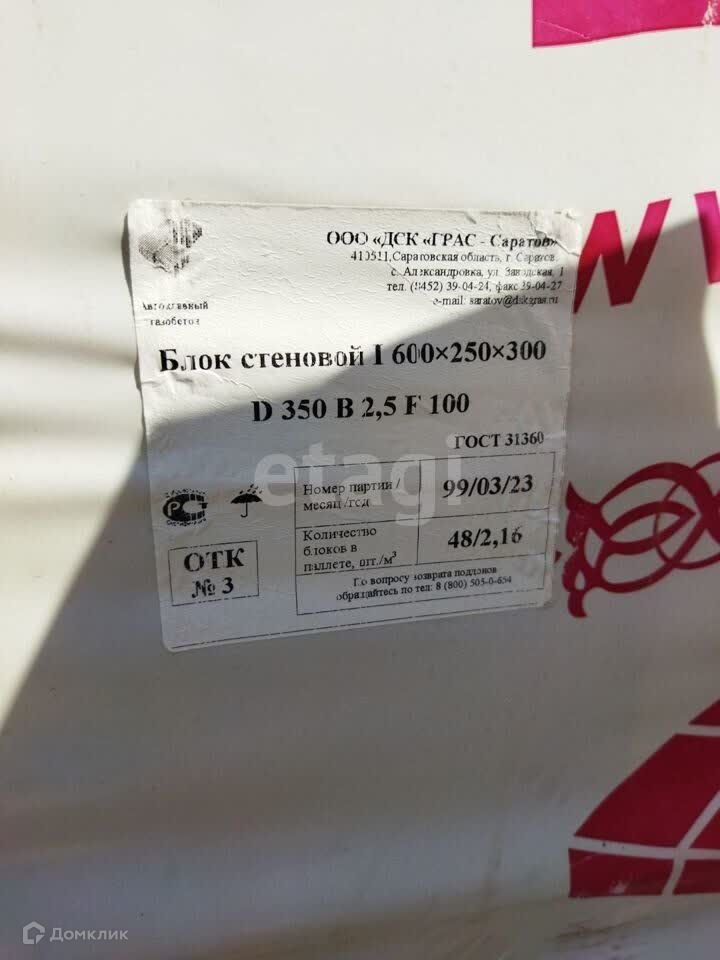 W
ООО «ДСК «ГРАС - Саратов»
410511, Саратовская область, г. Саратов,
с. Александровка, ул. Заводская, 1
тел. (8452) 39-04-24, факс 39-04-27
e-mail: saratov@dskgras.ru
Автоклавный
газобетон
Блок стеновой I 600×250×300
D 350 B 2,5 F 100
ГОСТ 31360
etagi
Номер партии /
месяц /год
99/03/23
Количество
блоков в
паллете, шт./м³
48/2,16
ОТК
№ 3
По вопросу возврата поддонов
обращайтесь по тел: 8 (800) 505-0-654
Домклик